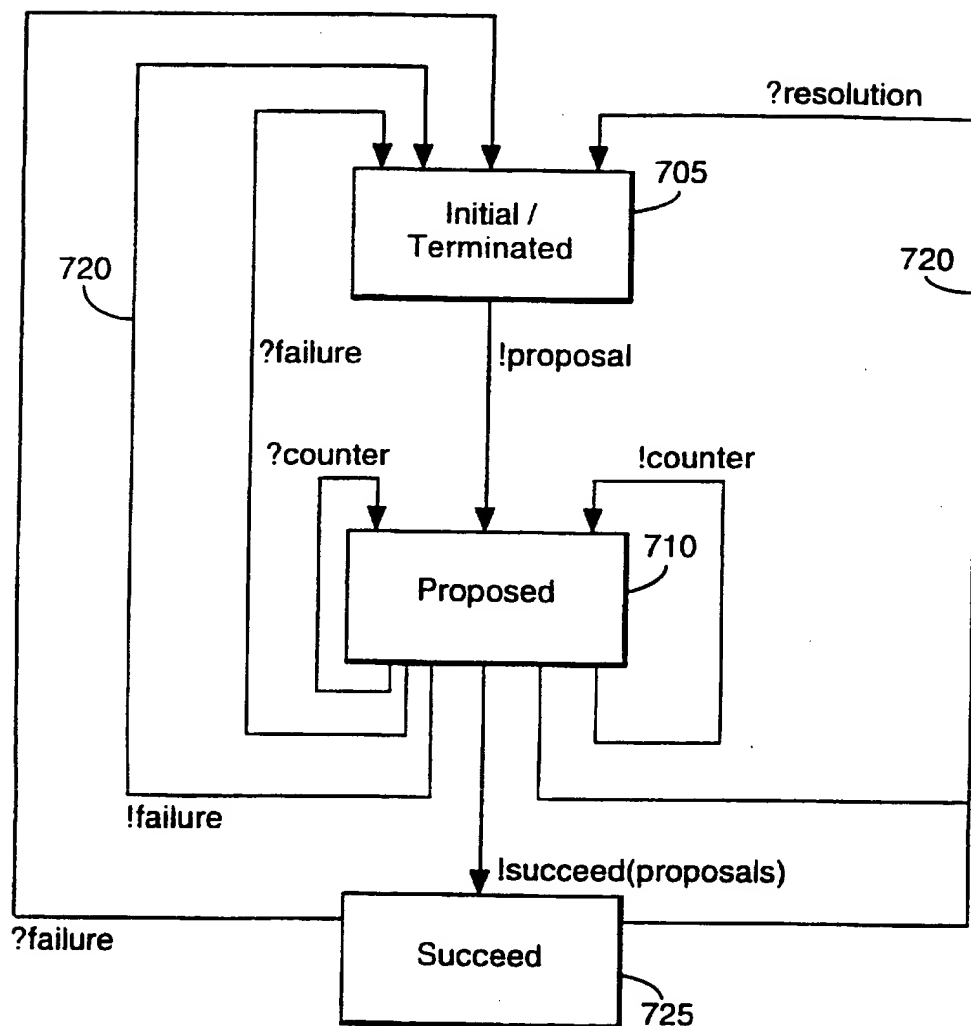 ?resolution
705
Initial /
Terminated
720
720
?failure
!proposal
?counter
!counter
710
Proposed
!failure
!succeed(proposals)
?failure
Succeed
725